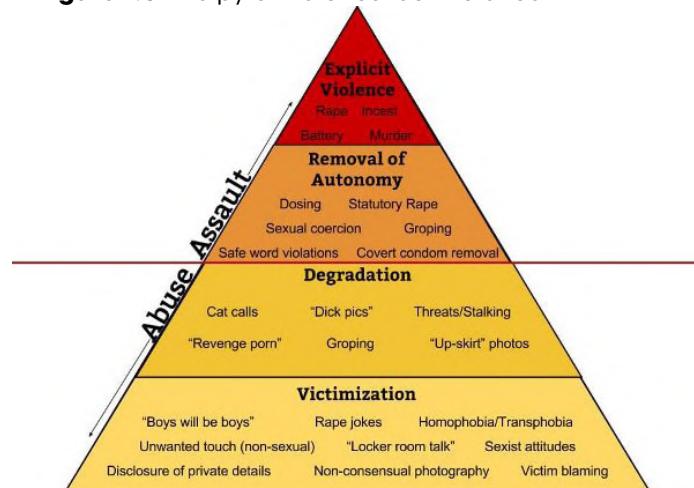 Explicit
Violence
Rape Incest
Battery Murder
Removal of
Autonomy
Dosing Statutory Rape
Sexual coercion Groping
Safe word violations Covert condom removal
Abuse Assault
Degradation
Cat calls "Dick pics" Threats/Stalking
"Revenge porn" Groping "Up-skirt" photos
Victimization
"Boys will be boys" Rape jokes Homophobia/Transphobia
Unwanted touch (non-sexual) "Locker room talk" Sexist attitudes
Disclosure of private details Non-consensual photography Victim blaming